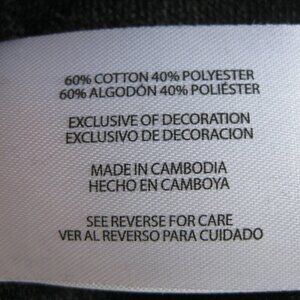 60% COTTON 40% POLYESTER
60% ALGODÓN 40% POLIÉSTER
EXCLUSIVE OF DECORATION
EXCLUSIVO DE DECORACION
MADE IN CAMBODIA
HECHO EN CAMBOYA
SEE REVERSE FOR CARE
VER AL REVERSO PARA CUIDADO